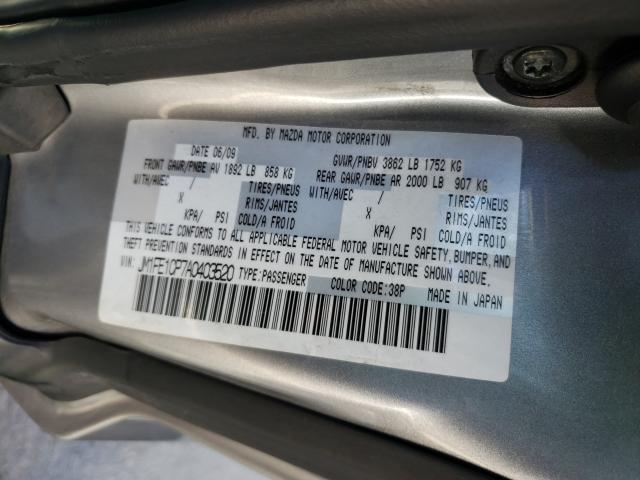 MFD. BY MAZDA MOTOR CORPORATION
DATE 06/09 GVWR/PNBV 3862 LB 1752 KG
FRONT GAWR/PNBE AV 1892 LB 858 KG REAR GAWR/PNBE AR 2000 LB 907 KG
WITH/AVEC / TIRES/PNEUS WITH/AVEC / TIRES/PNEUS
X RIMS/JANTES X RIMS/JANTES
KPA/ PSI COLD/A FROID KPA/ PSI COLD/A FROID
THIS VEHICLE CONFORMS TO ALL APPLICABLE FEDERAL MOTOR VEHICLE SAFETY, BUMPER, AND
THEFT PREVENTION STANDARDS IN EFFECT ON THE DATE OF MANUFACTURE SHOWN ABOVE.
VIN: JM1FE1CP7A0403520 TYPE:PASSENGER COLOR CODE:38P MADE IN JAPAN